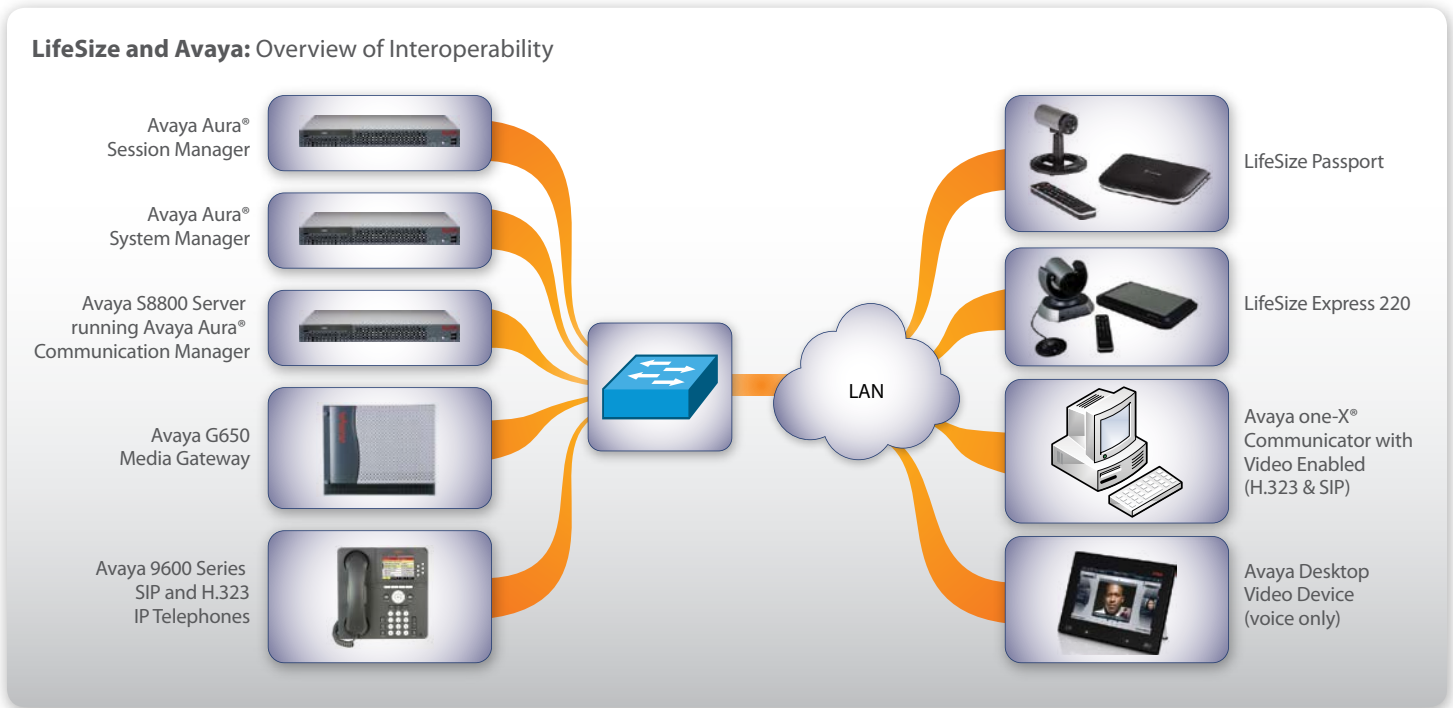 LifeSize and Avaya: Overview of Interoperability
Avaya Aura®
Session Manager
Avaya Aura®
System Manager
Avaya S8800 Server
running Avaya Aura®
Communication Manager
Avaya G650
Media Gateway
Avaya 9600 Series
SIP and H.323
IP Telephones
LAN
LifeSize Passport
LifeSize Express 220
Avaya one-X®
Communicator with
Video Enabled
(H.323 & SIP)
Avaya Desktop
Video Device
(voice only)